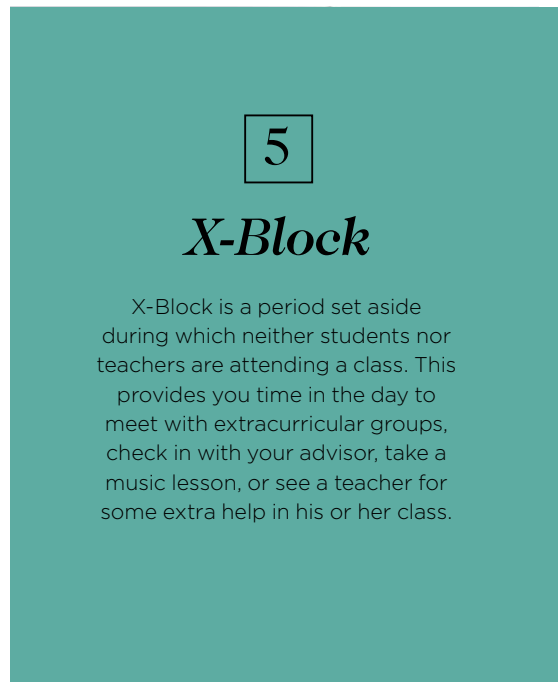 5
X-Block
X-Block is a period set aside
during which neither students nor
teachers are attending a class. This
provides you time in the day to
meet with extracurricular groups,
check in with your advisor, take a
music lesson, or see a teacher for
some extra help in his or her class.